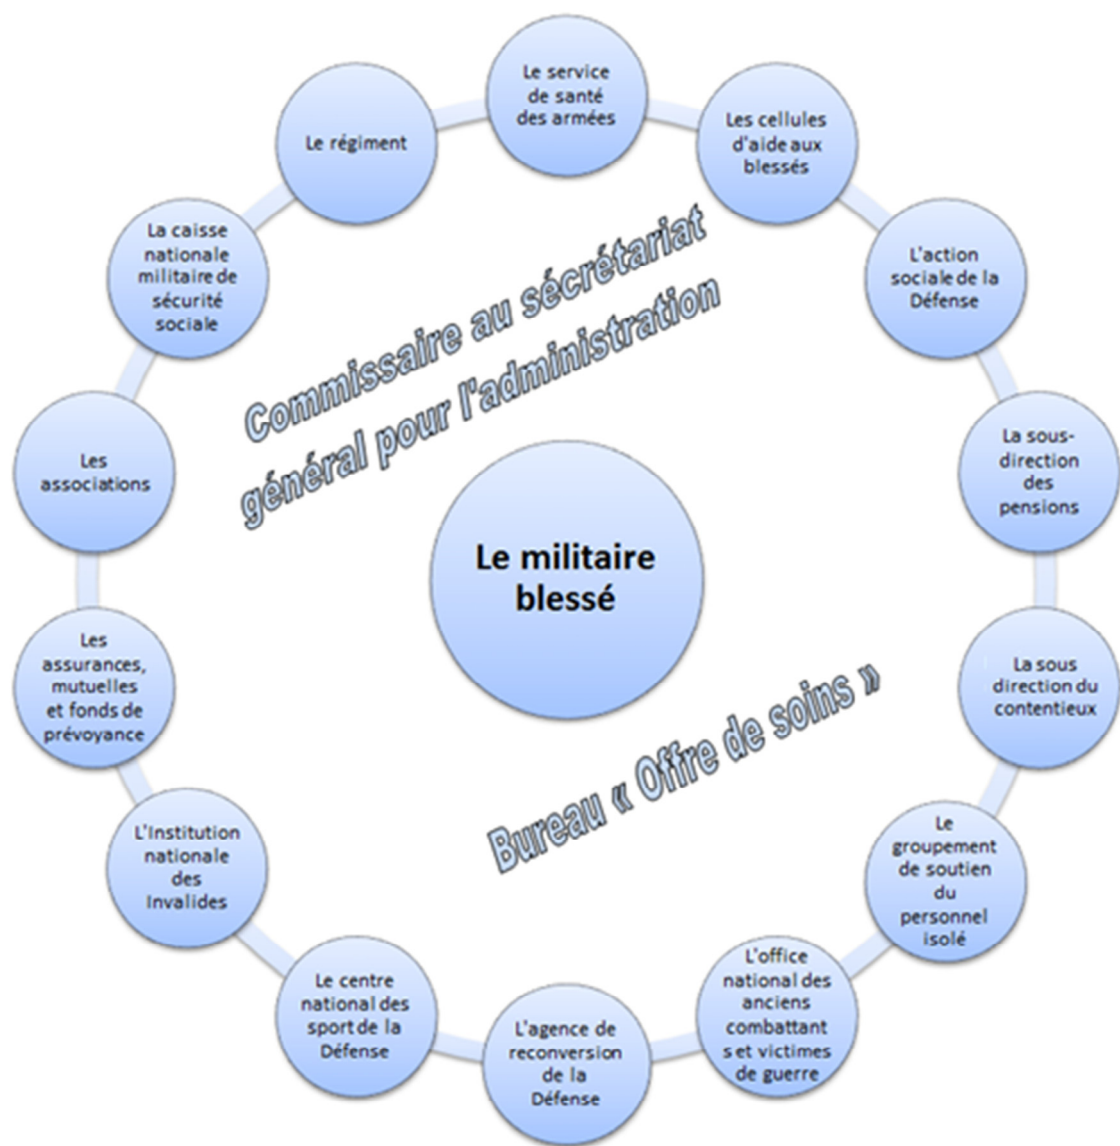 Le service
de santé
des armées
Les cellules
d'aide aux
blessés
L'action
sociale de la
Défense
La sous-
direction
des
pensions
La sous
direction du
contentieux
Le
groupement
de soutien
du
personnel
isolé
L'office
national des
anciens
combattant
s et victimes
de guerre
L'agence de
reconversion
de la
Défense
Le centre
national des
sport de la
Défense
L'Institution
nationale
des
Invalides
Les
assurances,
mutuelles
et fonds de
prévoyance
Les
associations
La caisse
nationale
militaire de
sécurité
sociale
Le régiment
Commissaire au sécrétariat
général pour l'administration
Le militaire
blessé
Bureau « Offre de soins »